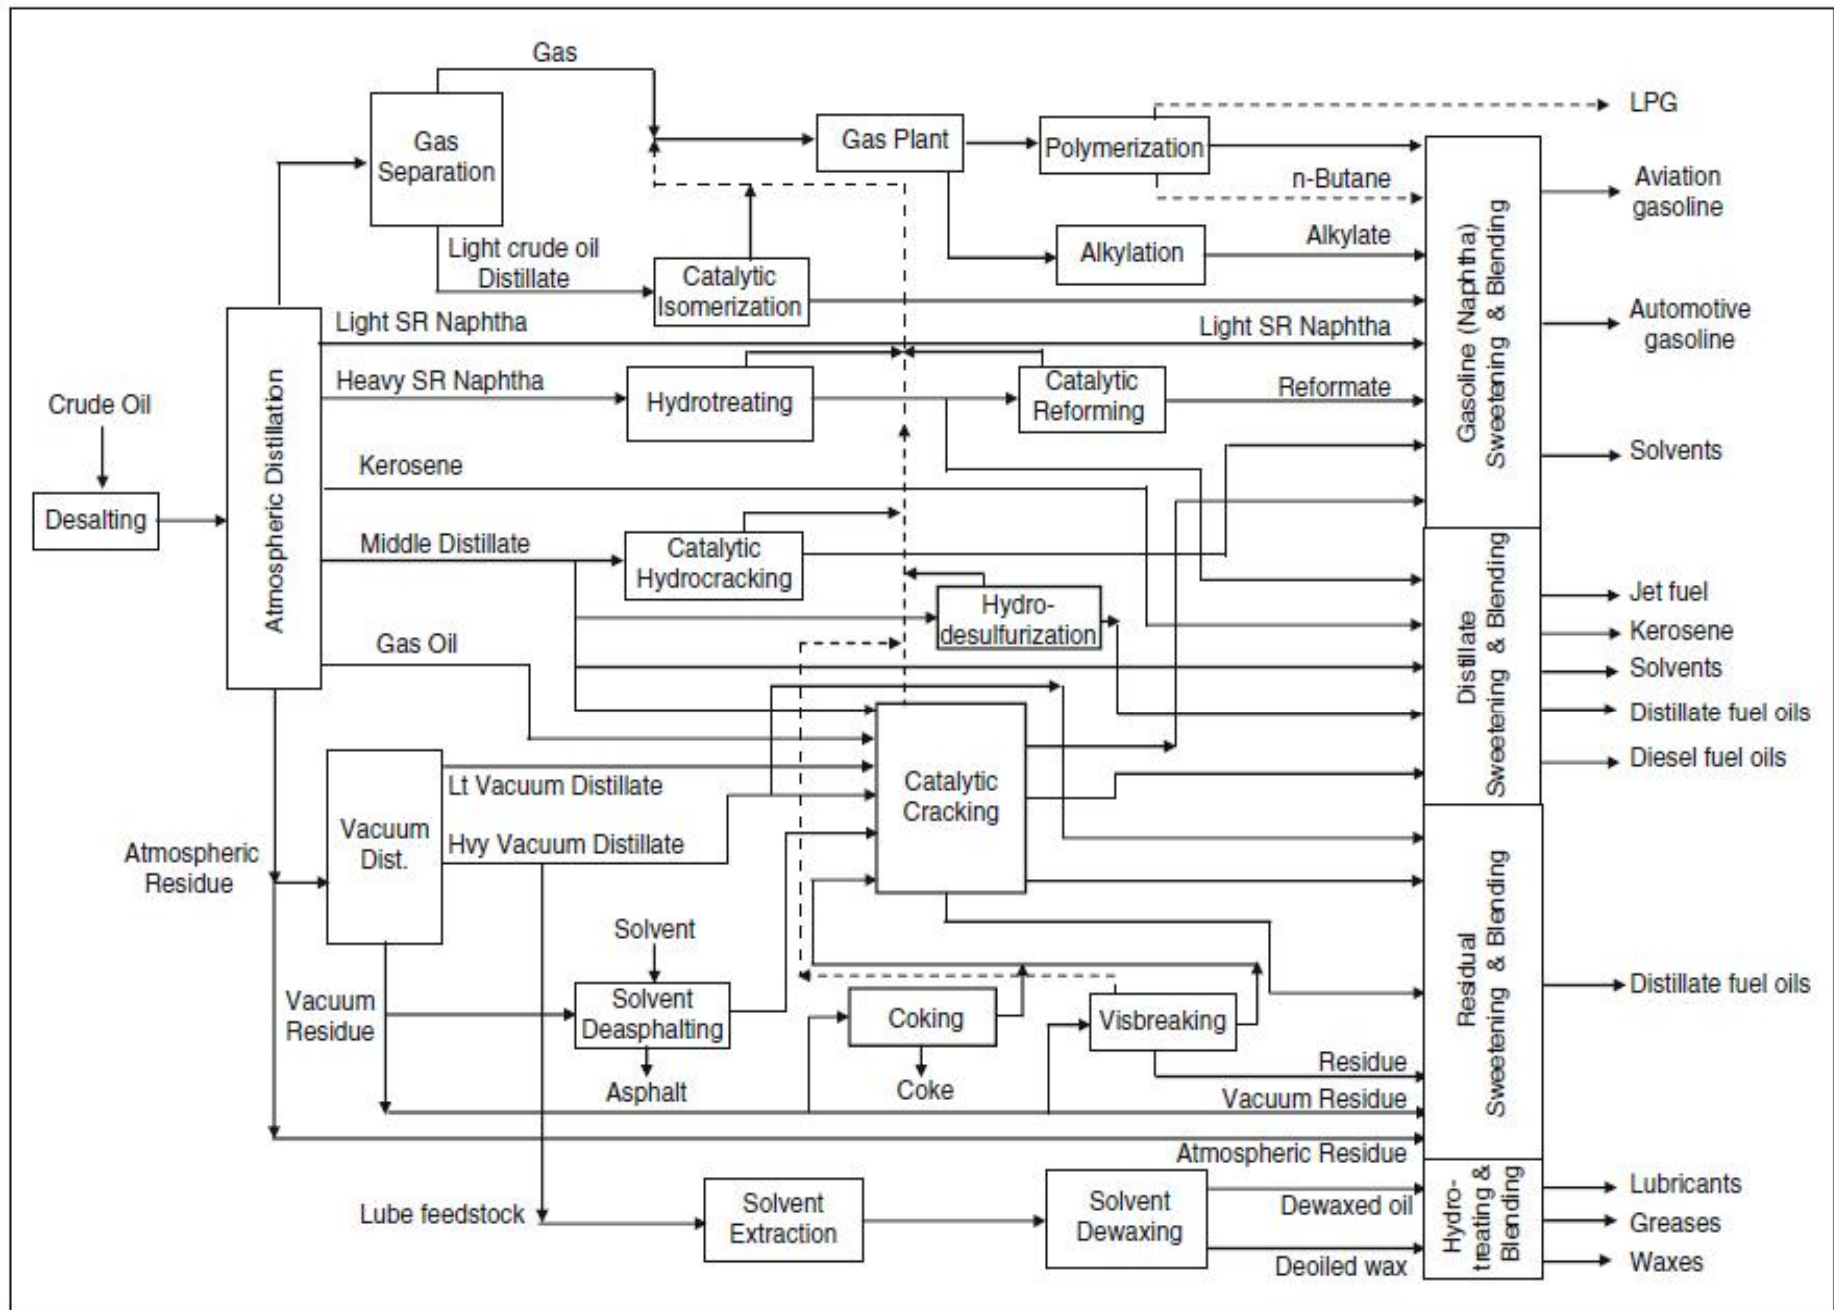 Gas
LPG
Gas
Separation
Gas Plant
Polymerization
n-Butane
Aviation
gasoline
Light crude oil
Distillate
Catalytic
Isomerization
Alkylation
Alkylate
Gasoline (Naphtha)
Sweetening & Blending
Light SR Naphtha
Light SR Naphtha
Automotive
gasoline
Heavy SR Naphtha
Hydrotreating
Catalytic
Reforming
Reformate
Crude Oil
Desalting
Atmospheric Distillation
Kerosene
Solvents
Middle Distillate
Catalytic
Hydrocracking
Hydro-
desulfurization
Distillate
Sweetening & Blending
Jet fuel
Kerosene
Solvents
Distillate fuel oils
Diesel fuel oils
Gas Oil
Lt Vacuum Distillate
Catalytic
Cracking
Vacuum
Dist.
Hvy Vacuum Distillate
Atmospheric
Residue
Solvent
Solvent
Deasphalting
Asphalt
Vacuum
Residue
Coking
Coke
Visbreaking
Residue
Vacuum Residue
Atmospheric Residue
Residual
Sweetening & Blending
Distillate fuel oils
Lube feedstock
Solvent
Extraction
Solvent
Dewaxing
Dewaxed oil
Deoiled wax
Hydro-
treating &
Blending
Lubricants
Greases
Waxes